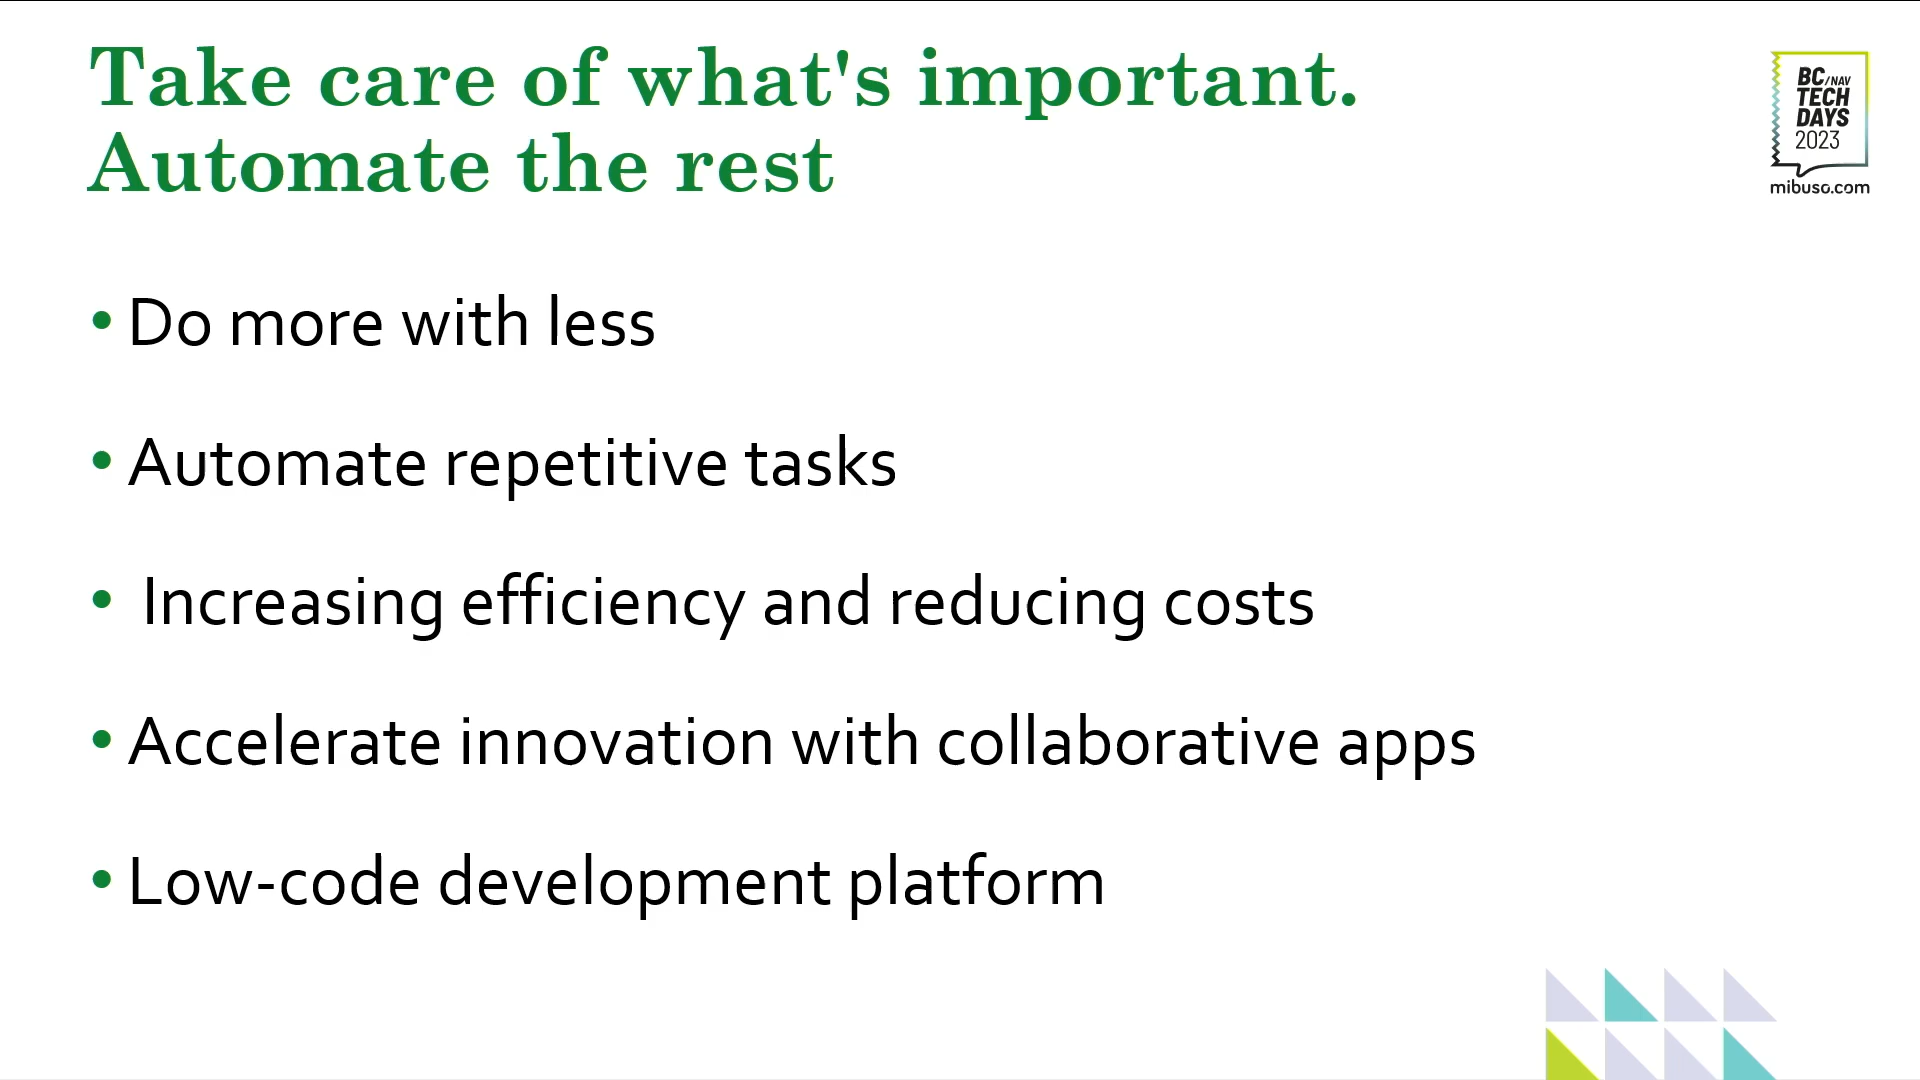 Take care of what's important.
Automate the rest
BC/NAV
TECH
DAYS
2023
mibuso.com
• Do more with less
• Automate repetitive tasks
• Increasing efficiency and reducing costs
• Accelerate innovation with collaborative apps
• Low-code development platform